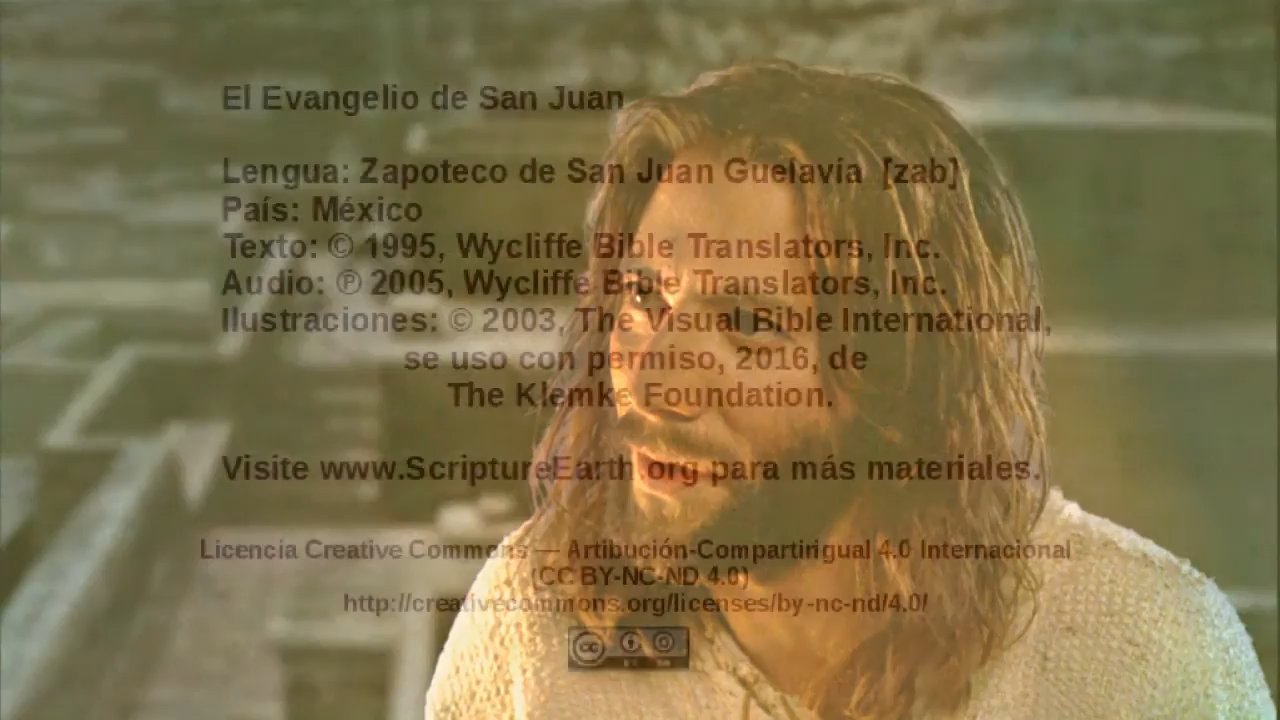 El Evangelio de San Juan
Lengua: Zapoteco de San Juan Guelavía [zab]
País: México
Texto: © 1995, Wycliffe Bible Translators, Inc.
Audio: ℗ 2005, Wycliffe Bible Translators, Inc.
Ilustraciones: © 2003, The Visual Bible International,
se uso con permiso, 2016, de
The Klemke Foundation.
Visite www.ScriptureEarth.org para más materiales.
Licencia Creative Commons — Artibución-Compartirigual 4.0 Internacional
(CC BY-NC-ND 4.0)
http://creativecommons.org/licenses/by-nc-nd/4.0/